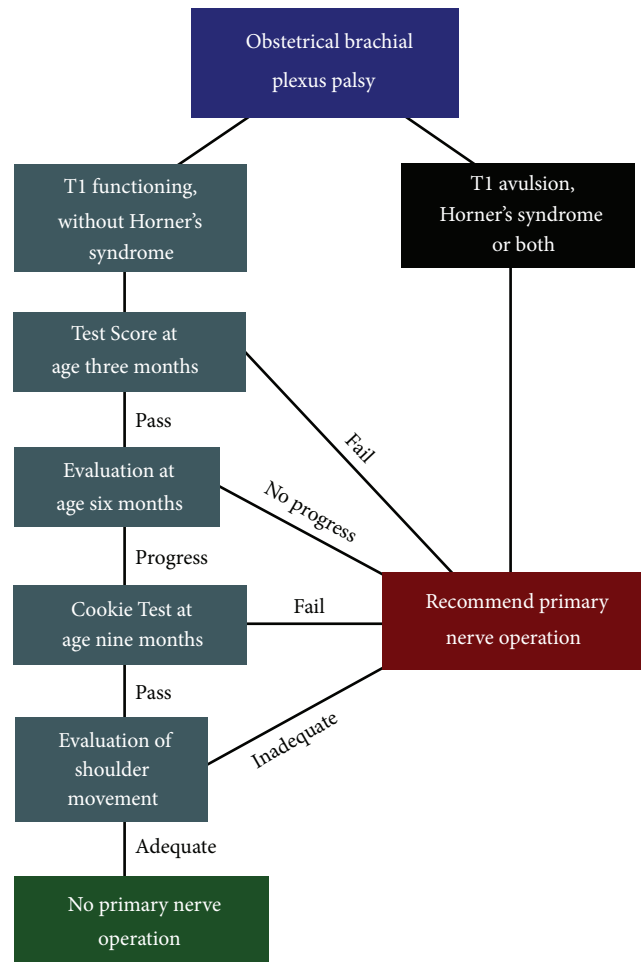 Obstetrical brachial
plexus palsy
T1 functioning,
without Horner's
syndrome
T1 avulsion,
Horner's syndrome
or both
Test Score at
age three months
Pass
Fail
Evaluation at
age six months
No progress
Progress
Cookie Test at
age nine months
Fail
Recommend primary
nerve operation
Pass
Evaluation of
shoulder
movement
Inadequate
Adequate
No primary nerve
operation